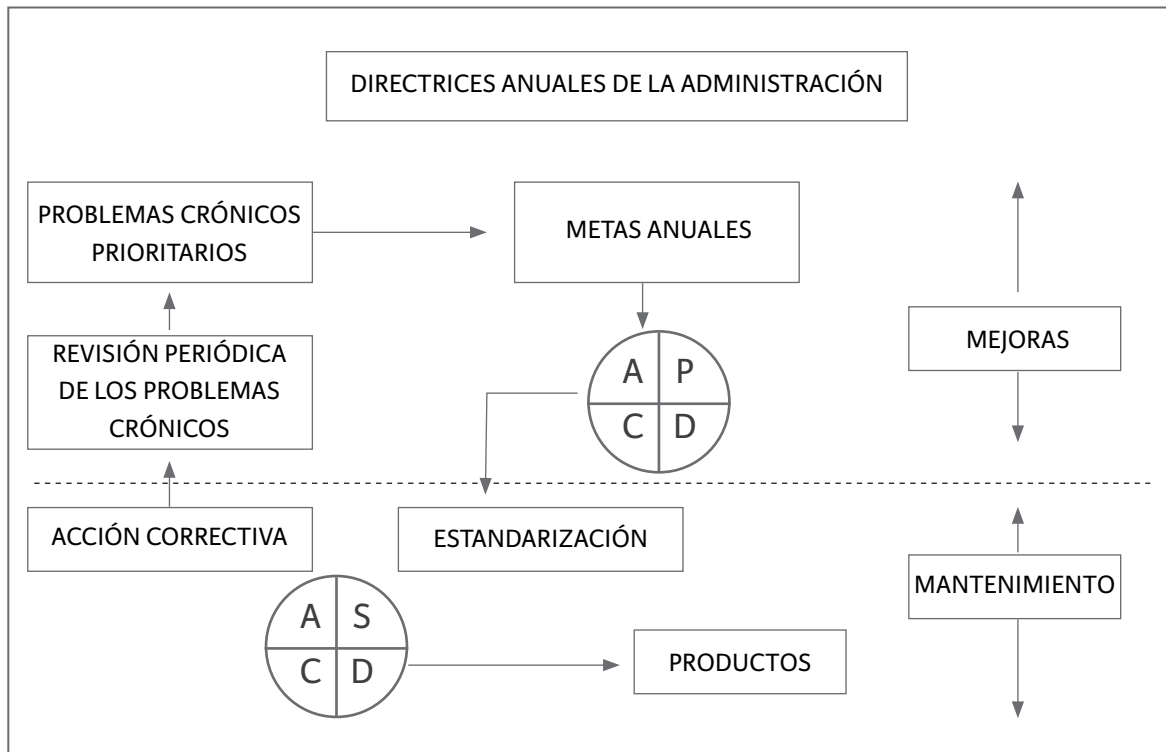 DIRECTRICES ANUALES DE LA ADMINISTRACIÓN
PROBLEMAS CRÓNICOS
PRIORITARIOS
METAS ANUALES
REVISIÓN PERIÓDICA
DE LOS PROBLEMAS
CRÓNICOS
A P
C D
MEJORAS
ACCIÓN CORRECTIVA
ESTANDARIZACIÓN
MANTENIMIENTO
A S
C D
PRODUCTOS